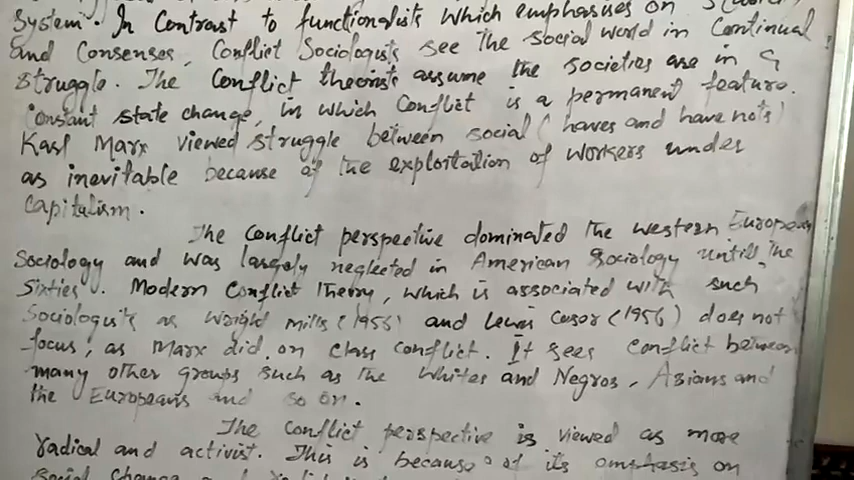 System. In Contrast to functionalists which emphasises on
and Consenses, Conflict Sociologists see the social world in Continual
struggle. The Conflict theorists assume the societies are in a
Constant state change, in which Conflict is a permanent feature.
Karl Marx viewed struggle between social (haves and have nots)
as inevitable because of the exploitation of workers under
Capitalism.
The Conflict perspective dominated the western European
Sociology and was largely neglected in American Sociology untill the
Sixties. Modern Conflict Theory, which is associated with such
Sociologists as Wright mills (1956) and Lewis Coser (1956) does not
focus, as Marx did, on class conflict. It sees Conflict between
many other groups such as the Whites and Negros, Asians and
the Europeans and so on.
The Conflict perspective is viewed as more
radical and activist. This is because of its emphasis on
social change and